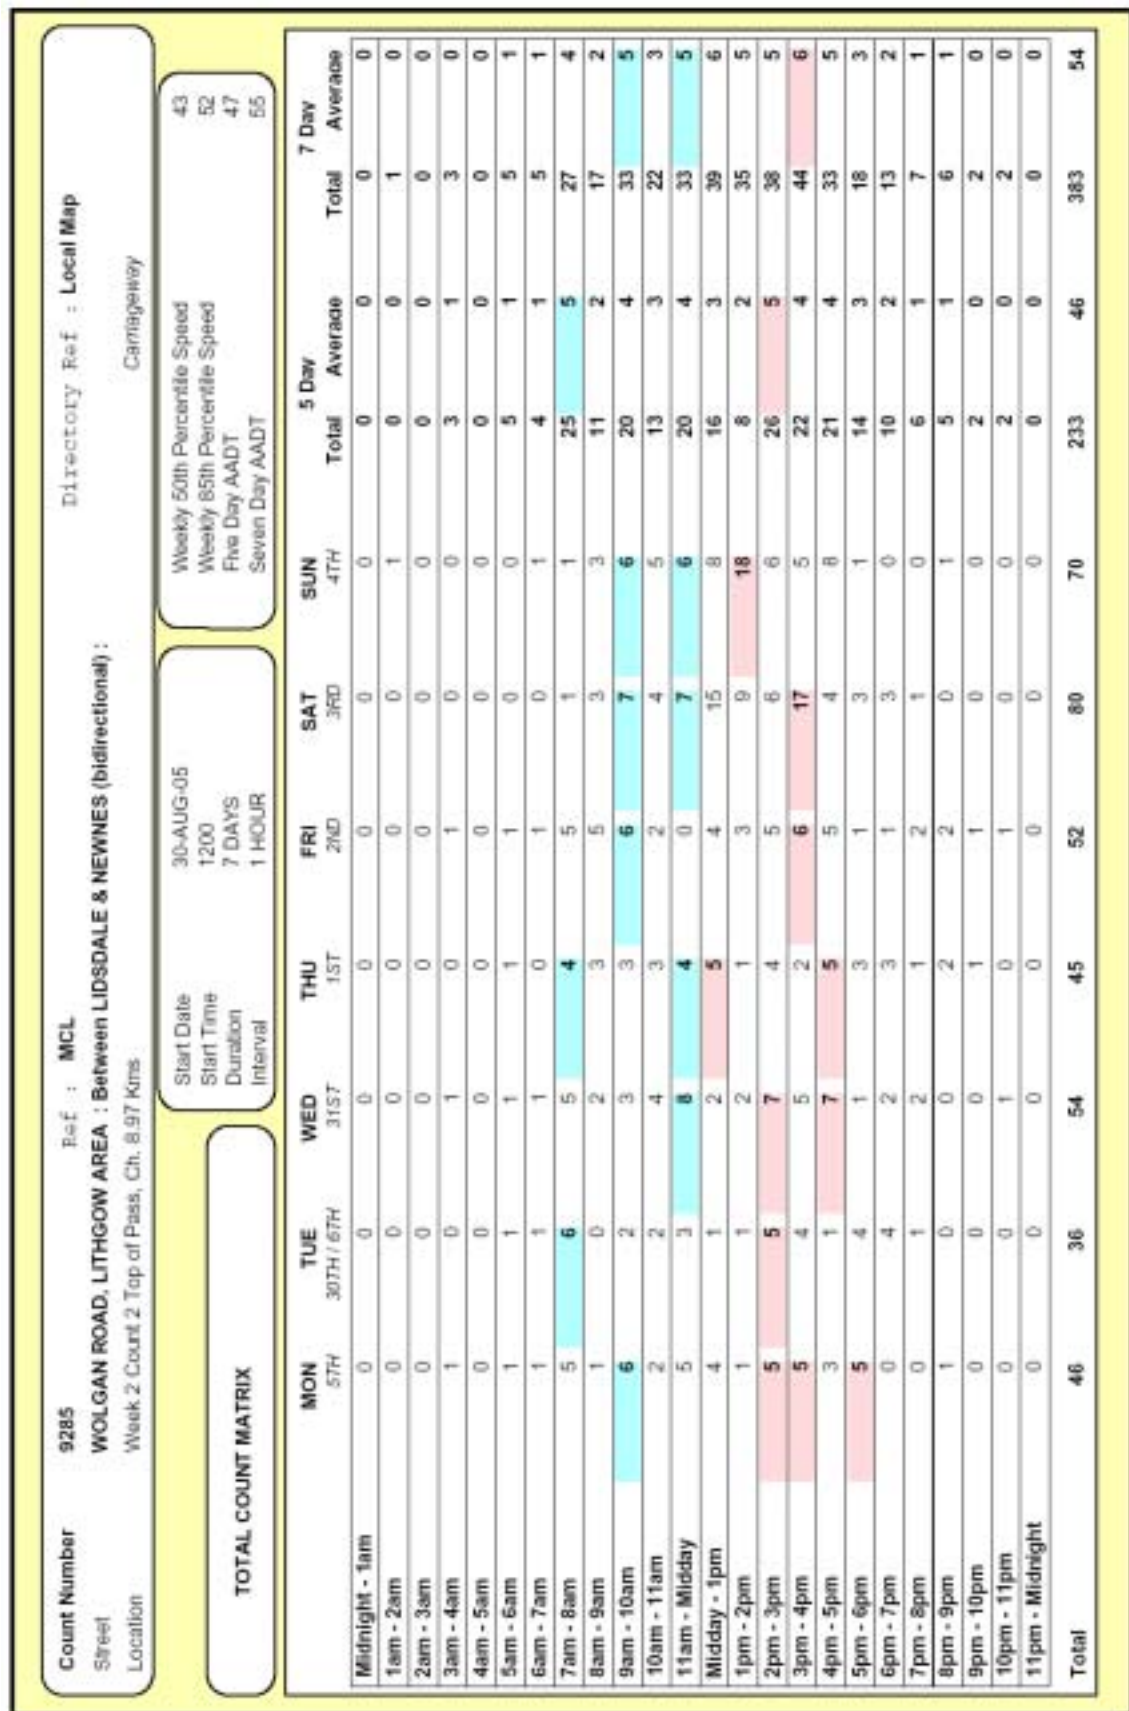 Count Number 9285 Ref : MCL Directory Ref : Local Map
Street WOLGAN ROAD, LITHGOW AREA : Between LIDSDALE & NEWNES (bidirectional) :
Location Week 2 Count 2 Top of Pass, Ch. 8.97 Kms Carriageway
TOTAL COUNT MATRIX
Start Date 30-AUG-05
Start Time 1200
Duration 7 DAYS
Interval 1 HOUR
Weekly 50th Percentile Speed 43
Weekly 85th Percentile Speed 52
Five Day AADT 47
Seven Day AADT 55
MON TUE WED THU FRI SAT SUN 5 Day 7 Day
5TH 30TH / 6TH 31ST 1ST 2ND 3RD 4TH Total Average Total Average
Midnight - 1am 0 0 0 0 0 0 0 0 0 0 0
1am - 2am 0 0 0 0 0 0 1 0 0 1 0
2am - 3am 0 0 0 0 0 0 0 0 0 0 0
3am - 4am 1 0 1 0 1 0 0 3 1 3 0
4am - 5am 0 0 0 0 0 0 0 0 0 0 0
5am - 6am 1 1 1 1 1 0 0 5 1 5 1
6am - 7am 1 1 1 0 1 0 1 4 1 5 1
7am - 8am 5 6 5 4 5 1 1 25 5 27 4
8am - 9am 1 0 2 3 5 3 3 11 2 17 2
9am - 10am 6 2 3 3 6 7 6 20 4 33 5
10am - 11am 2 2 4 3 2 4 5 13 3 22 3
11am - Midday 5 3 8 4 0 7 6 20 4 33 5
Midday - 1pm 4 1 2 5 4 15 8 16 3 39 6
1pm - 2pm 1 1 2 1 3 9 18 8 2 35 5
2pm - 3pm 5 5 7 4 5 6 6 26 5 38 5
3pm - 4pm 5 4 5 2 6 17 5 22 4 44 6
4pm - 5pm 3 1 7 5 5 4 8 21 4 33 5
5pm - 6pm 5 4 1 3 1 3 1 14 3 18 3
6pm - 7pm 0 4 2 3 1 3 0 10 2 13 2
7pm - 8pm 0 1 2 1 2 1 0 6 1 7 1
8pm - 9pm 1 0 0 2 2 0 1 5 1 6 1
9pm - 10pm 0 0 0 1 1 0 0 2 0 2 0
10pm - 11pm 0 0 1 0 1 0 0 2 0 2 0
11pm - Midnight 0 0 0 0 0 0 0 0 0 0 0
Total 46 36 54 45 52 80 70 233 46 383 54